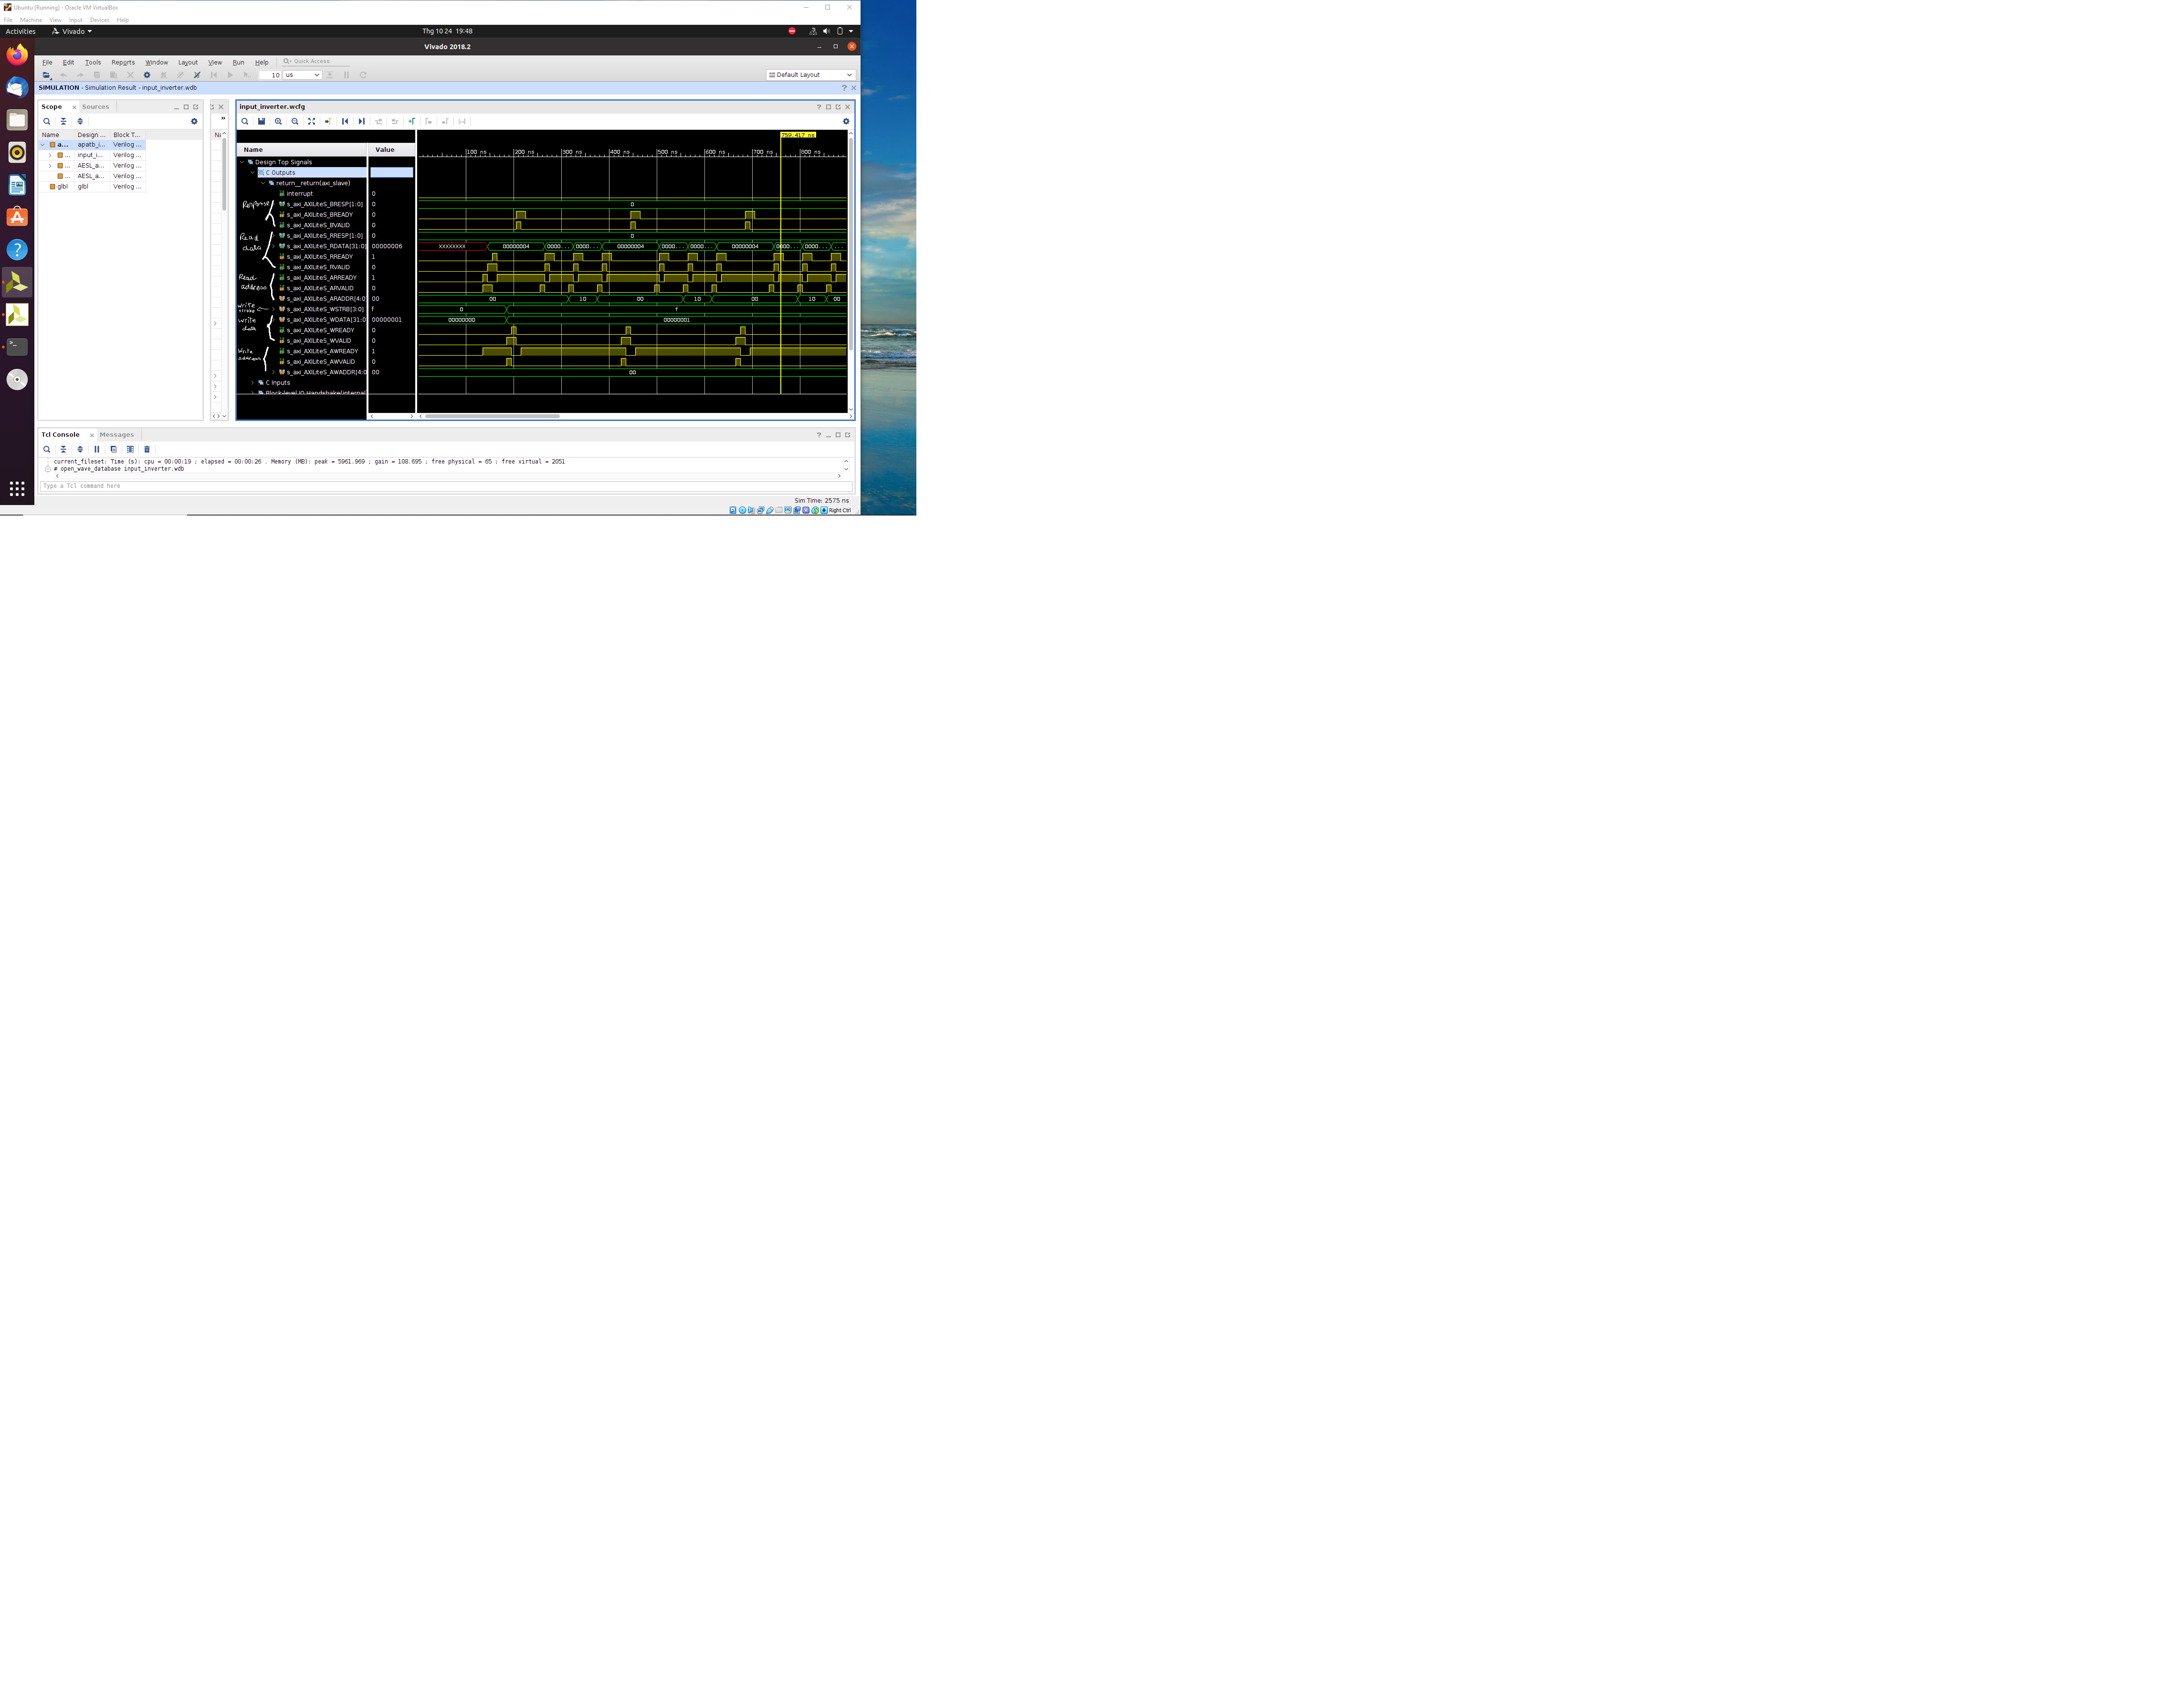 Ubuntu [Running] - Oracle VM VirtualBox
File Machine View Input Devices Help
Activities Vivado Thg 10 24 19:48
Vivado 2018.2
File Edit Tools Reports Window Layout View Run Help Quick Access
10 us Default Layout
SIMULATION - Simulation Result - input_inverter.wdb
Scope Sources
input_inverter.wcfg
Name Design ... Block T...
a... apatb_i... Verilog ...
... input_i... Verilog ...
... AESL_a... Verilog ...
... AESL_a... Verilog ...
glbl glbl Verilog ...
759.417 ns
Name Value
100 ns 200 ns 300 ns 400 ns 500 ns 600 ns 700 ns 800 ns
Design Top Signals
C Outputs
return__return(axi_slave)
interrupt 0
Response s_axi_AXILiteS_BRESP[1:0] 0 0
s_axi_AXILiteS_BREADY 0
s_axi_AXILiteS_BVALID 0
Read data s_axi_AXILiteS_RRESP[1:0] 0 0
s_axi_AXILiteS_RDATA[31:0] 00000006 XXXXXXXX 00000004 0000... 0000... 00000004 0000... 0000... 00000004 0000... 0000... ...
s_axi_AXILiteS_RREADY 1
s_axi_AXILiteS_RVALID 0
Read address s_axi_AXILiteS_ARREADY 1
s_axi_AXILiteS_ARVALID 0
s_axi_AXILiteS_ARADDR[4:0 00 00 10 00 10 00 10 00
write strobe s_axi_AXILiteS_WSTRB[3:0] f 0 f
write data s_axi_AXILiteS_WDATA[31:0 00000001 00000000 00000001
s_axi_AXILiteS_WREADY 0
s_axi_AXILiteS_WVALID 0
Write address s_axi_AXILiteS_AWREADY 1
s_axi_AXILiteS_AWVALID 0
s_axi_AXILiteS_AWADDR[4:0 00 00
C Inputs
Block-level IO Handshake(internal
Tcl Console Messages
current_fileset: Time (s): cpu = 00:00:19 ; elapsed = 00:00:26 . Memory (MB): peak = 5961.969 ; gain = 108.695 ; free physical = 65 ; free virtual = 2051
# open_wave_database input_inverter.wdb
Type a Tcl command here
Sim Time: 2575 ns
Right Ctrl